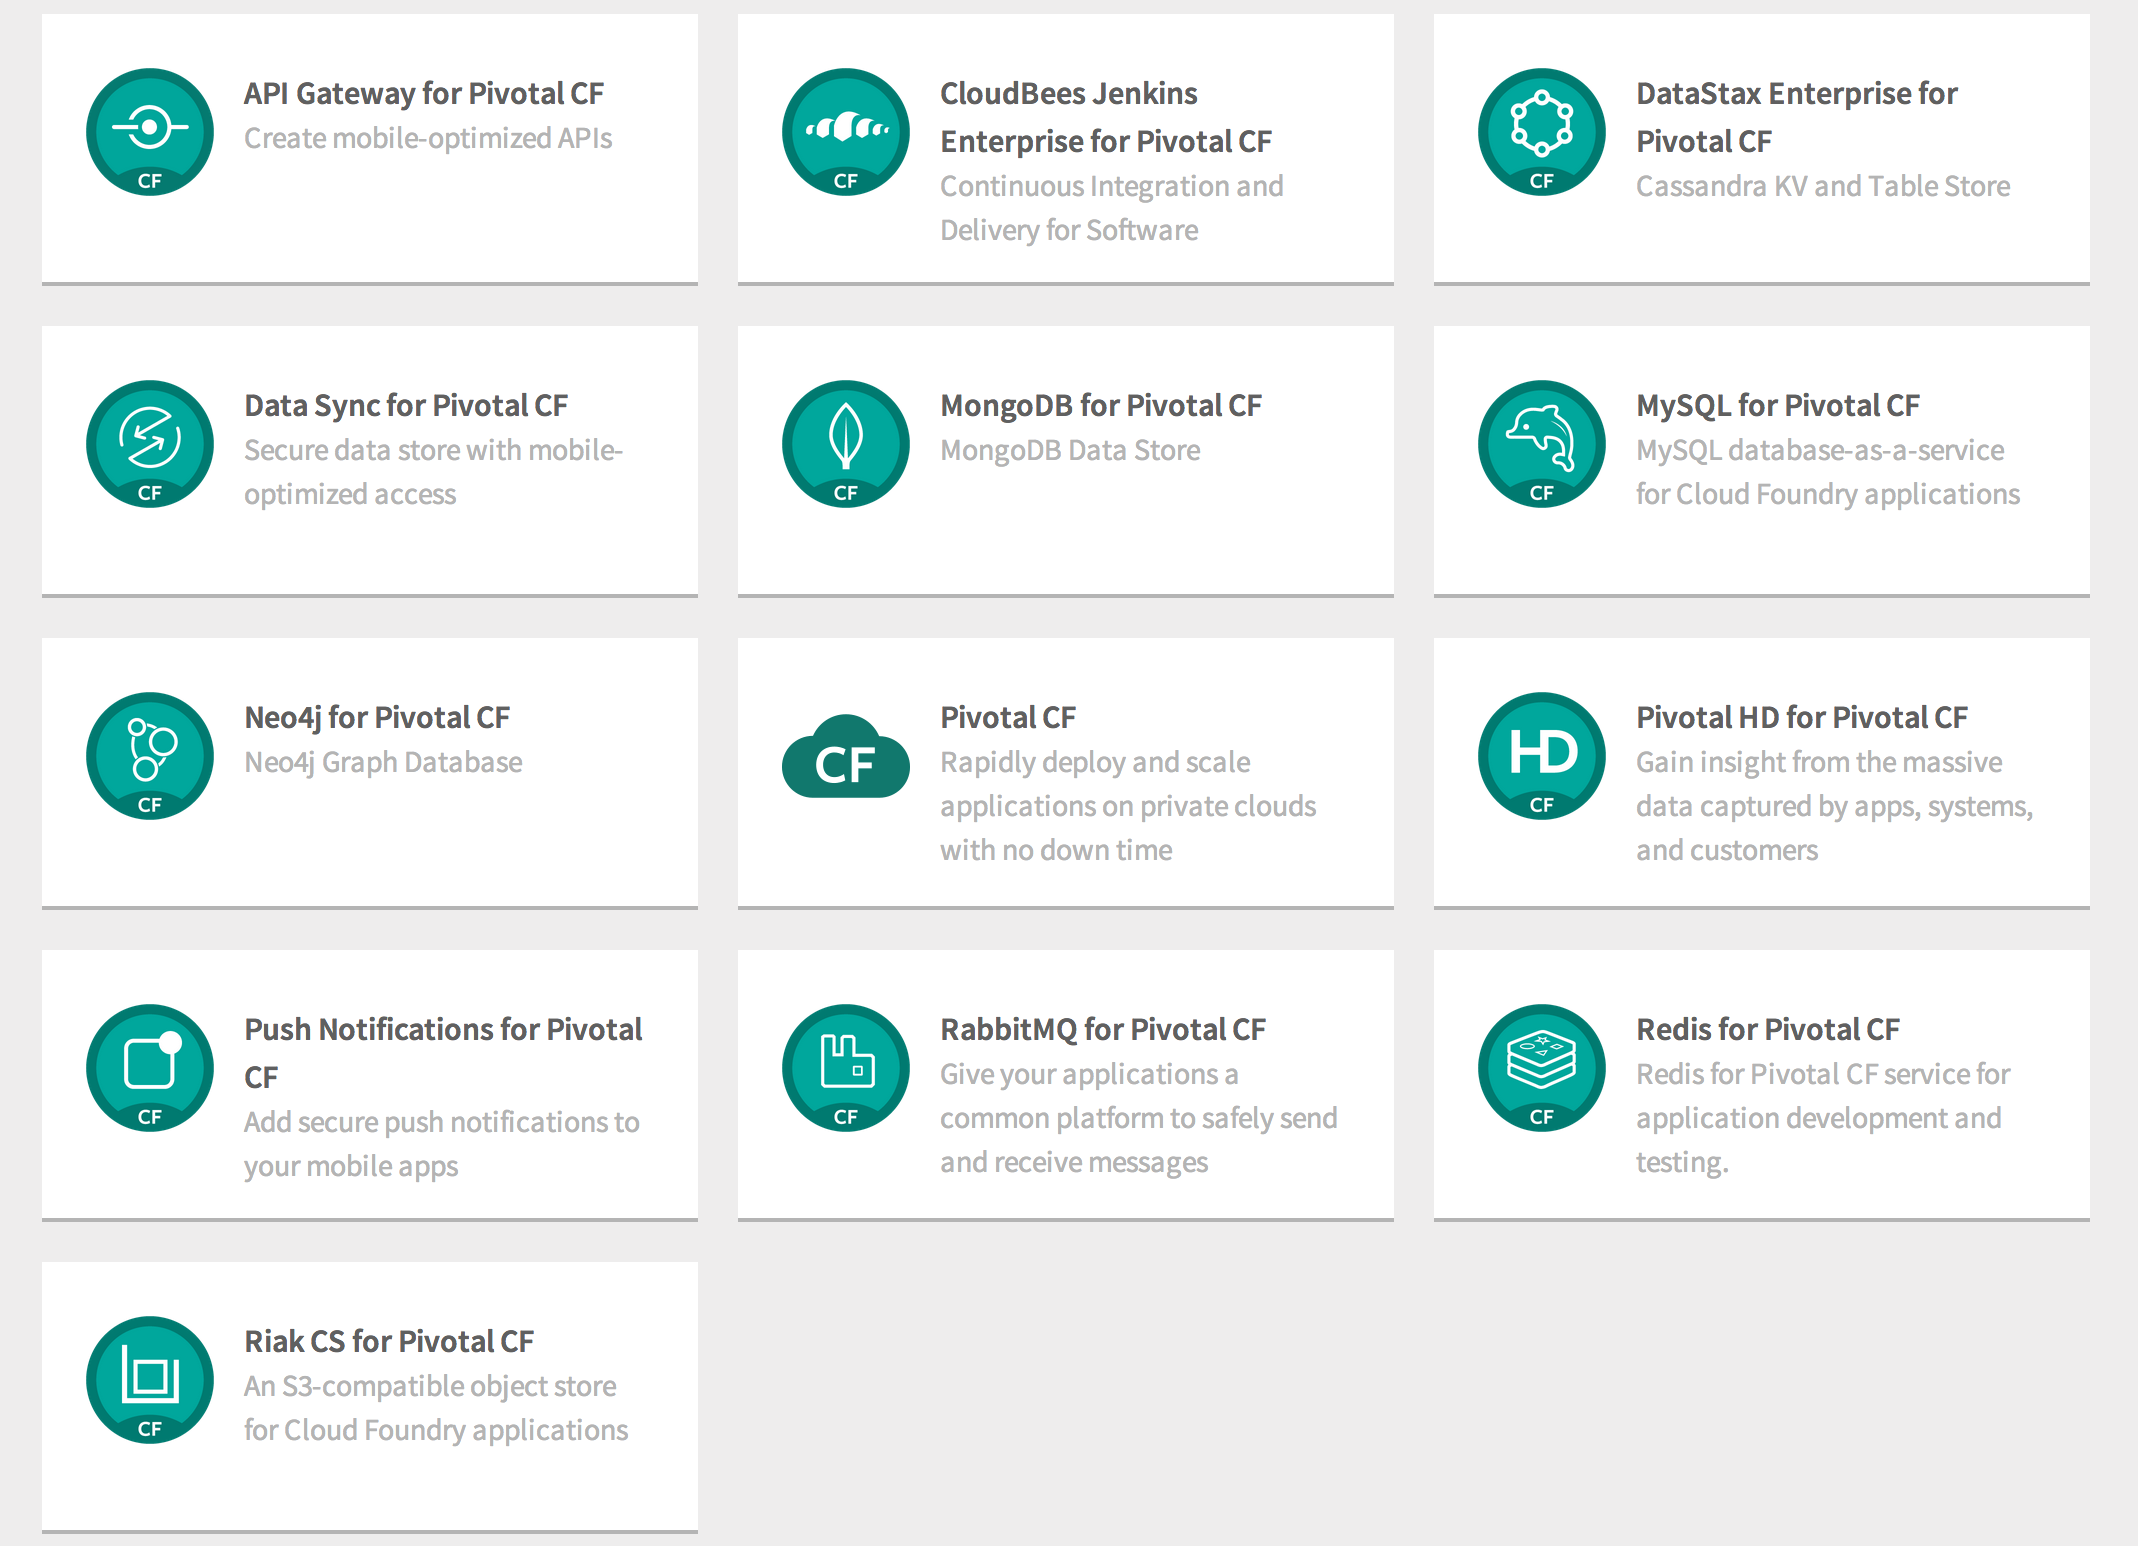 API Gateway for Pivotal CF
Create mobile-optimized APIs
CF
CloudBees Jenkins
Enterprise for Pivotal CF
Continuous Integration and
Delivery for Software
CF
DataStax Enterprise for
Pivotal CF
Cassandra KV and Table Store
CF
Data Sync for Pivotal CF
Secure data store with mobile-
optimized access
CF
MongoDB for Pivotal CF
MongoDB Data Store
CF
MySQL for Pivotal CF
MySQL database-as-a-service
for Cloud Foundry applications
CF
Neo4j for Pivotal CF
Neo4j Graph Database
CF
Pivotal CF
CF
Rapidly deploy and scale
applications on private clouds
with no down time
Pivotal HD for Pivotal CF
HD
Gain insight from the massive
data captured by apps, systems,
CF
and customers
Push Notifications for Pivotal
CF
Add secure push notifications to
CF
your mobile apps
RabbitMQ for Pivotal CF
Give your applications a
common platform to safely send
CF
and receive messages
Redis for Pivotal CF
Redis for Pivotal CF service for
application development and
CF
testing.
Riak CS for Pivotal CF
An S3-compatible object store
for Cloud Foundry applications
CF